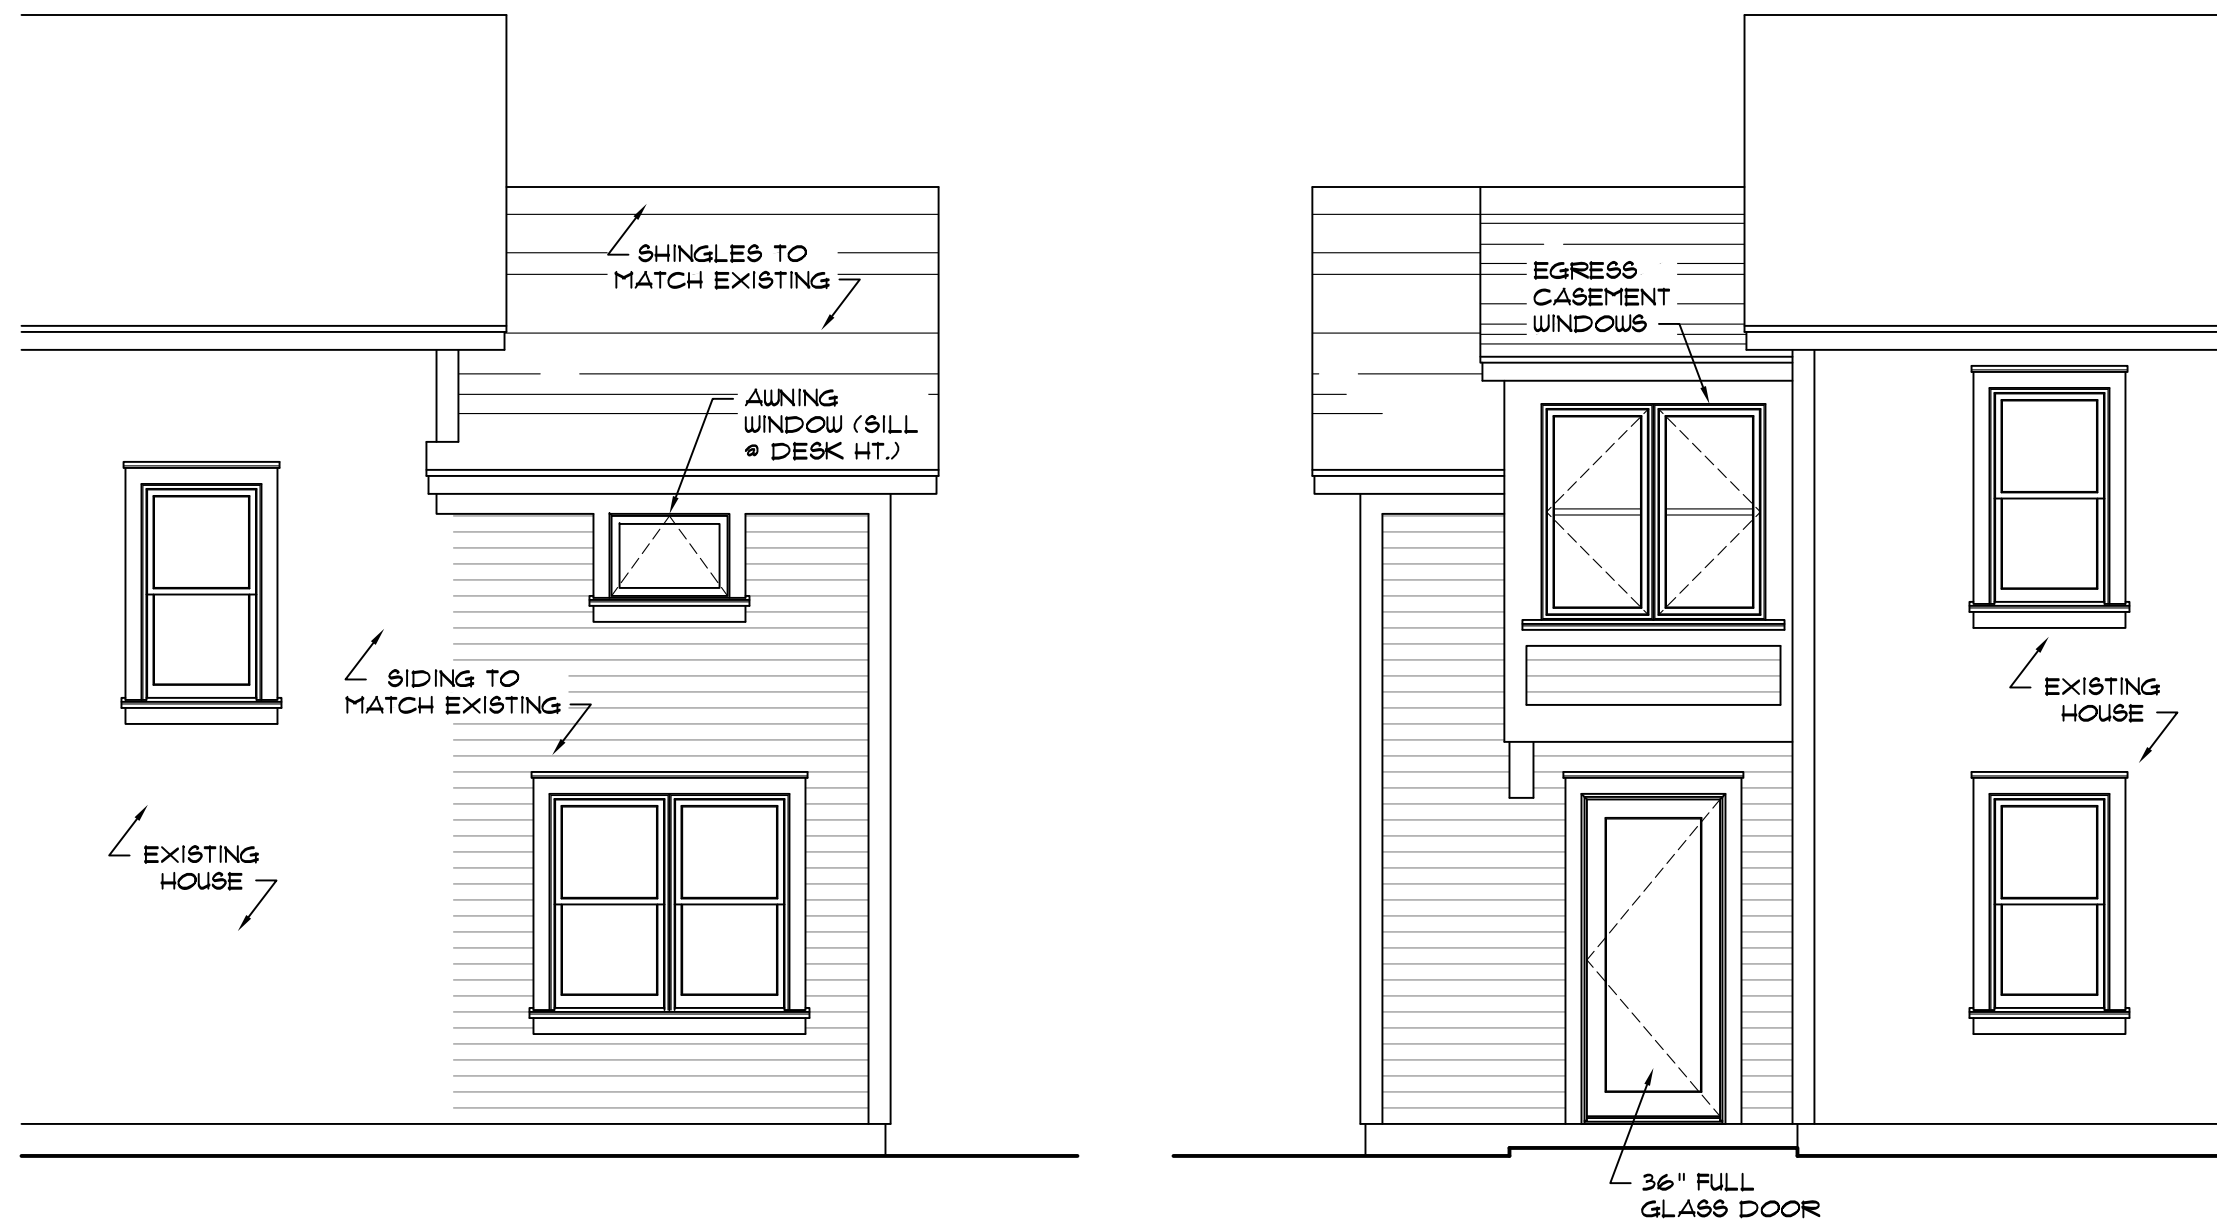 SHINGLES TO
MATCH EXISTING
AWNING
WINDOW (SILL
@ DESK HT.)
SIDING TO
MATCH EXISTING
EXISTING
HOUSE
EGRESS
CASEMENT
WINDOWS
EXISTING
HOUSE
36" FULL
GLASS DOOR